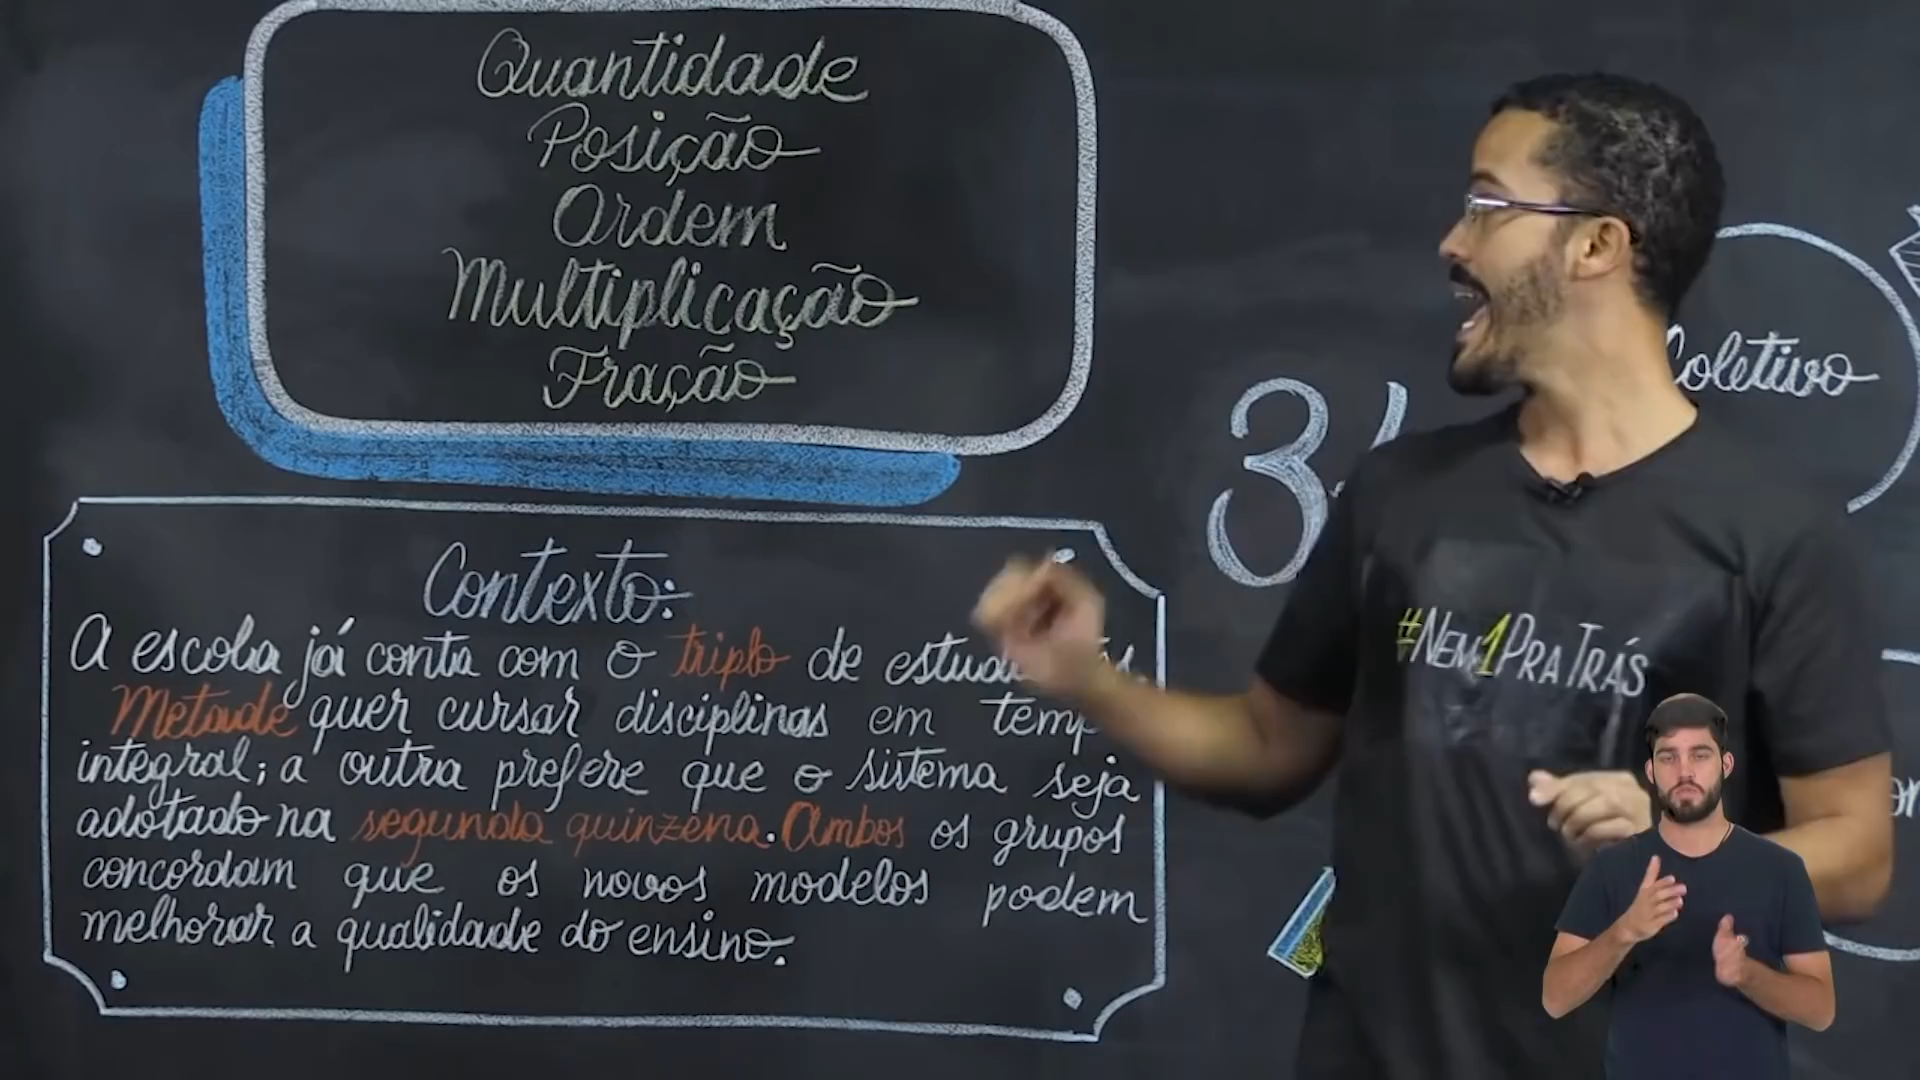 Quantidade
Posição
Ordem
Multiplicação
Fração
Contexto:
A escola já conta com o triplo de
Metade quer cursar disciplinas em
integral; a outra prefere que o sistema seja
adotado na segunda quinzena. Ambos os grupos
concordam que os novos modelos podem
melhorar a qualidade do ensino.
3
Coletivo
#NEM1PRATRÁS